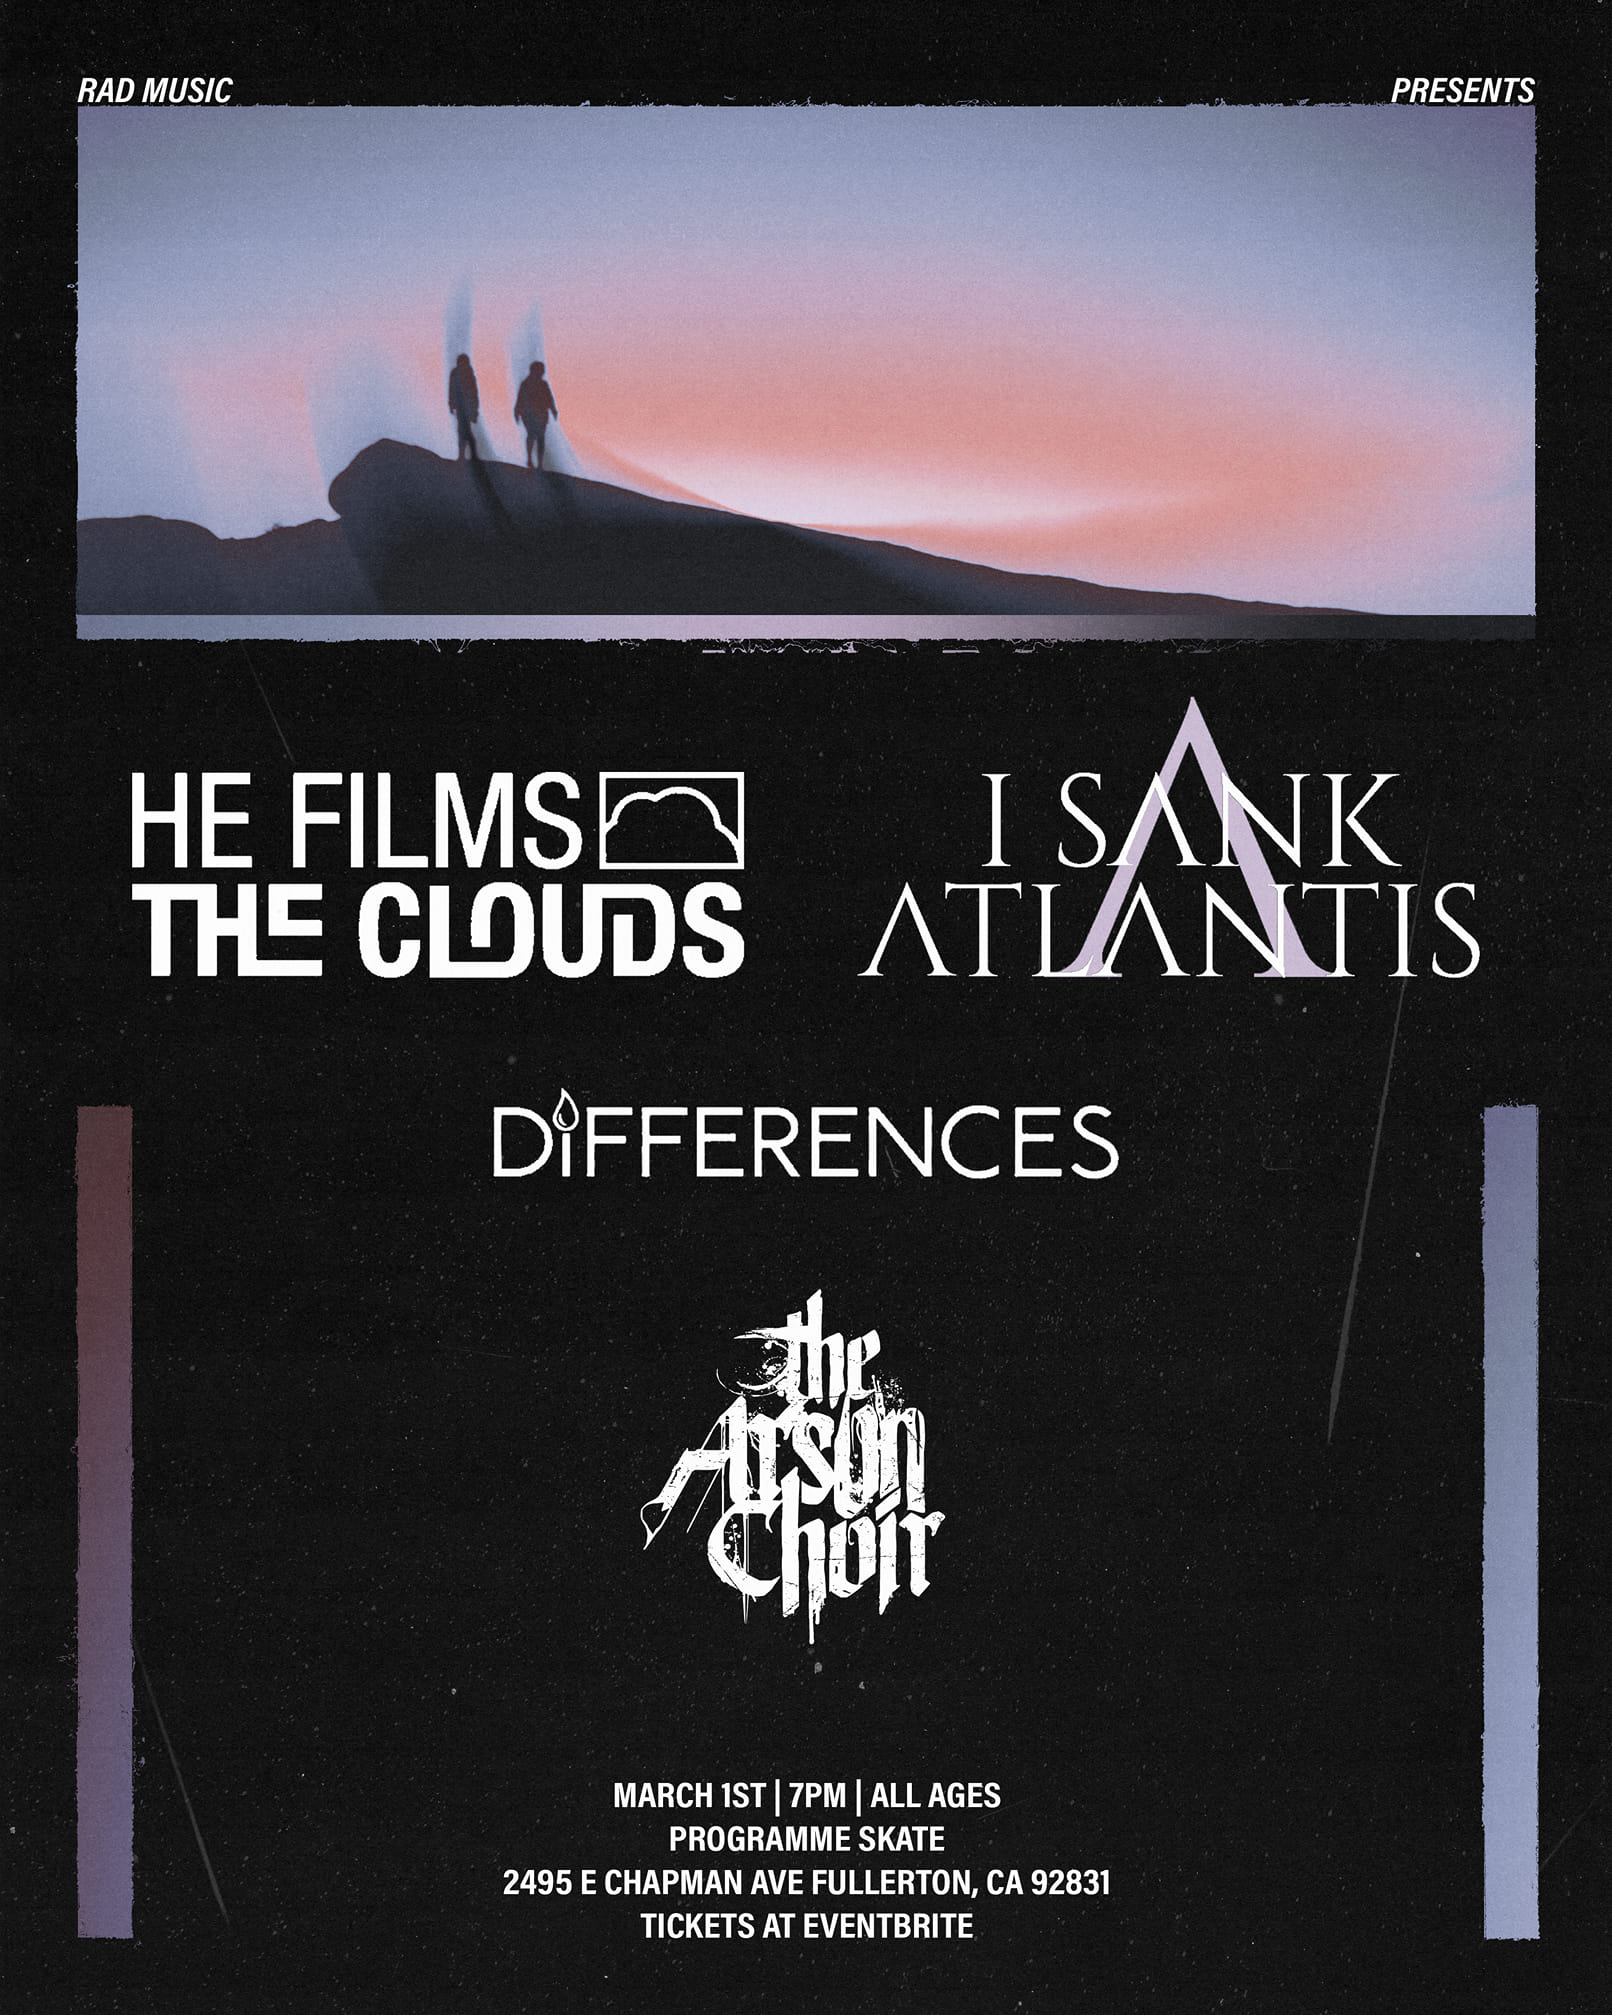 RAD MUSIC
PRESENTS
HE FILMS
THE CLOUDS
I SANK
ATLANTIS
DiFFERENCES
the
Arson
Choir
MARCH 1ST | 7PM | ALL AGES
PROGRAMME SKATE
2495 E CHAPMAN AVE FULLERTON, CA 92831
TICKETS AT EVENTBRITE